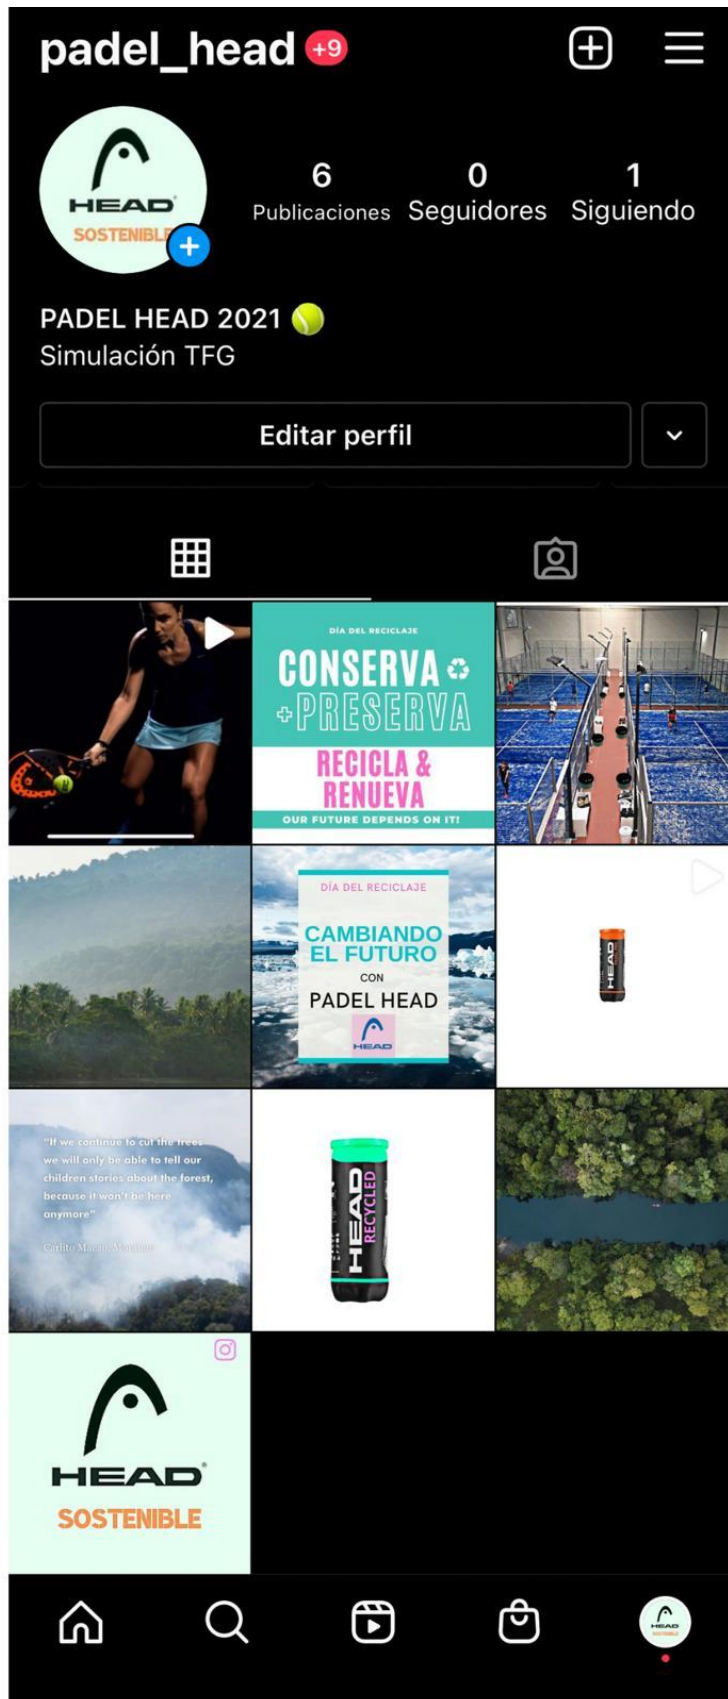 padel_head +9
HEAD
SOSTENIBLE
6 0 1
Publicaciones Seguidores Siguiendo
PADEL HEAD 2021
Simulación TFG
Editar perfil
DÍA DEL RECICLAJE
CONSERVA
+PRESERVA
RECICLA &
RENUEVA
OUR FUTURE DEPENDS ON IT!
DÍA DEL RECICLAJE
CAMBIANDO
EL FUTURO
CON
PADEL HEAD
HEAD
HEAD
"If we continue to cut the trees
we will only be able to tell our
children stories about the forest,
because it won't be here
anymore"
HEAD
RECYCLED
HEAD
SOSTENIBLE
HEAD